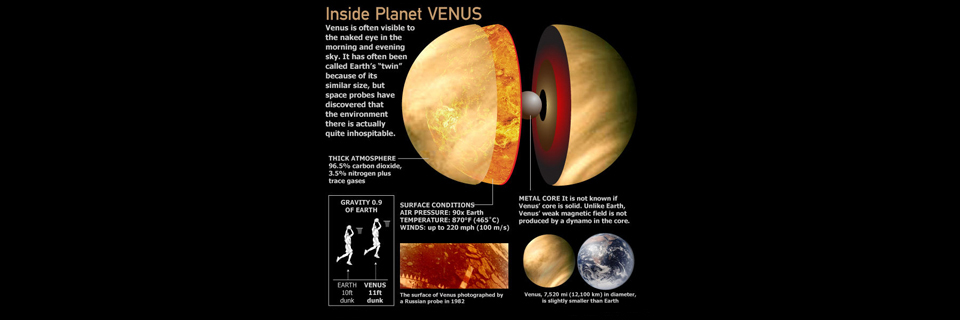 Inside Planet VENUS
Venus is often visible to
the naked eye in the
morning and evening
sky. It has often been
called Earth's “twin”
because of its
similar size, but
space probes have
discovered that
the environment
there is actually
quite inhospitable.
THICK ATMOSPHERE
96.5% carbon dioxide,
3.5% nitrogen plus
trace gases
GRAVITY 0.9
OF EARTH
EARTH
10ft
dunk
VENUS
11ft
dunk
SURFACE CONDITIONS
AIR PRESSURE: 90x Earth
TEMPERATURE: 870°F (465˚C)
WINDS: up to 220 mph (100 m/s)
The surface of Venus photographed by
a Russian probe in 1982
METAL CORE It is not known if
Venus' core is solid. Unlike Earth,
Venus' weak magnetic field is not
produced by a dynamo in the core.
Venus, 7,520 mi (12,100 km) in diameter,
is slightly smaller than Earth